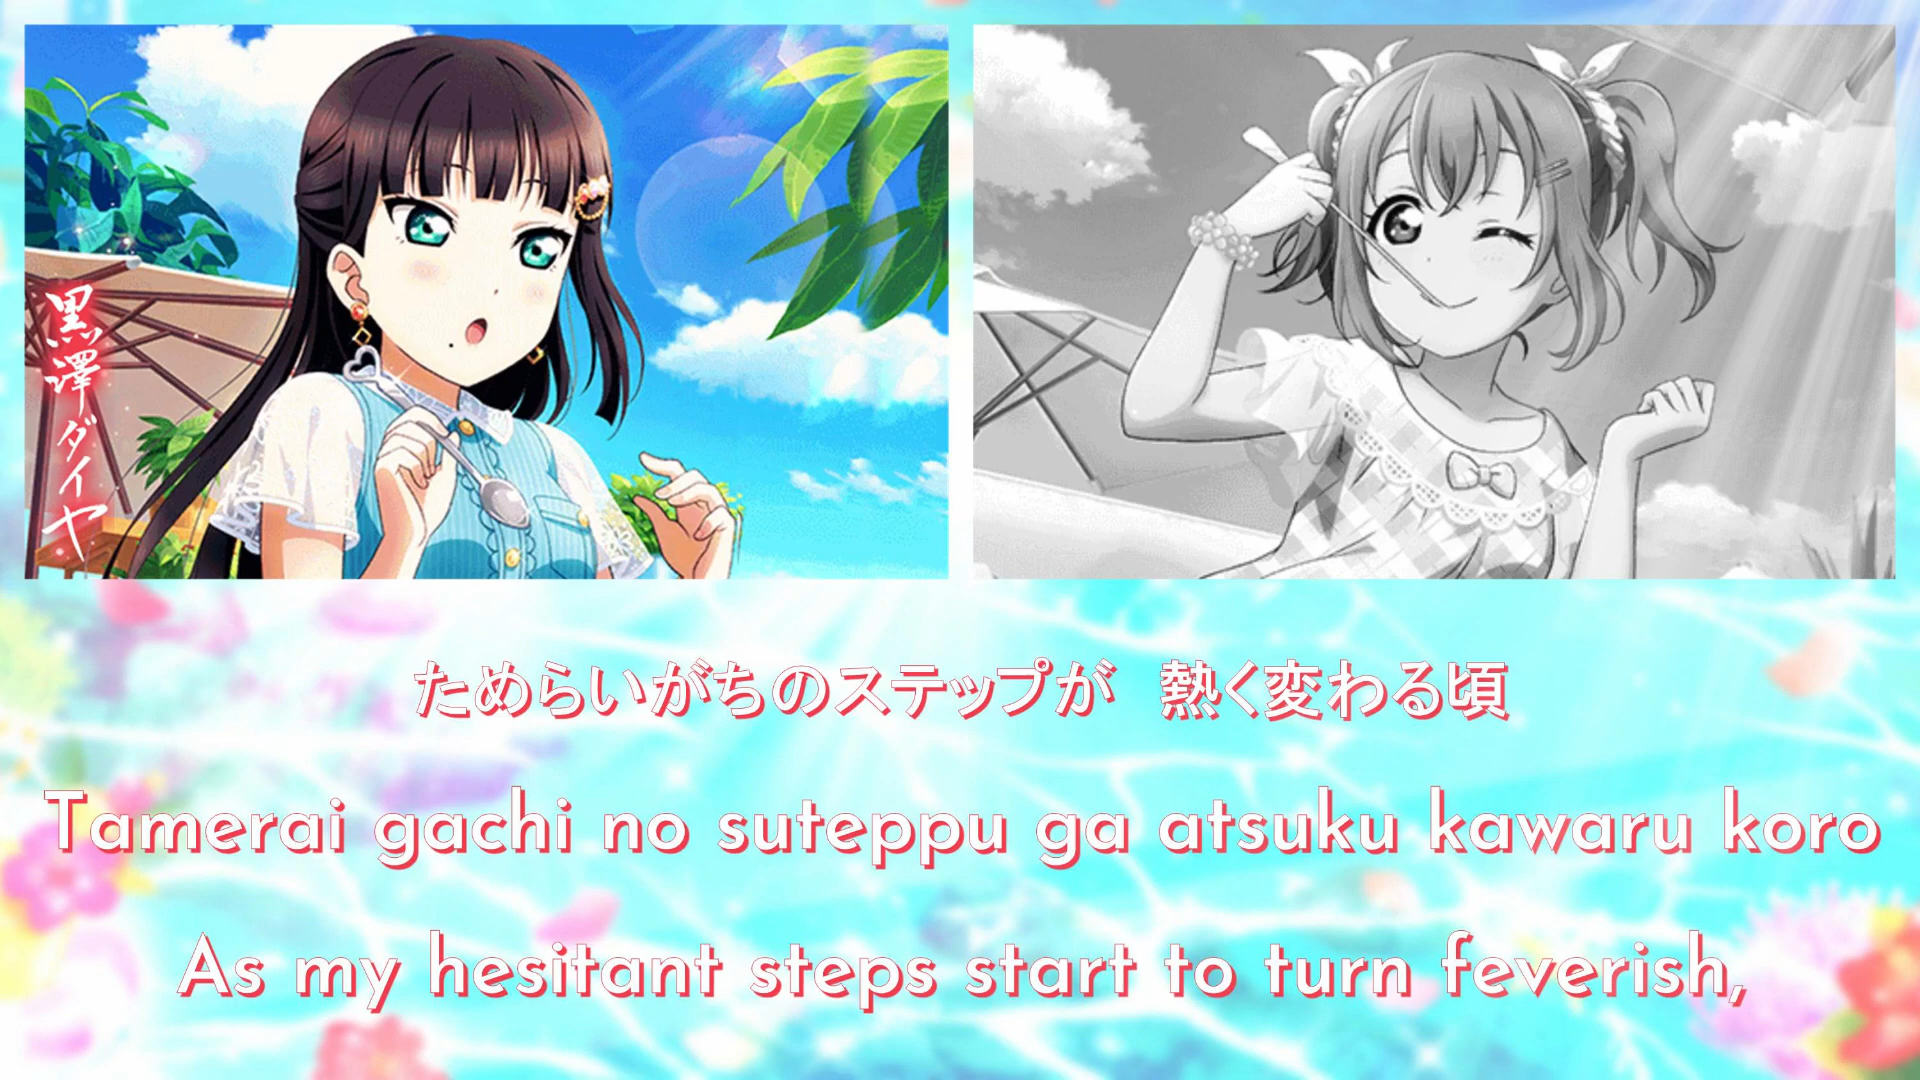 黒澤ダイヤ
ためらいがちのステップが 熱く変わる頃
Tamerai gachi no suteppu ga atsuku kawaru koro
As my hesitant steps start to turn feverish,